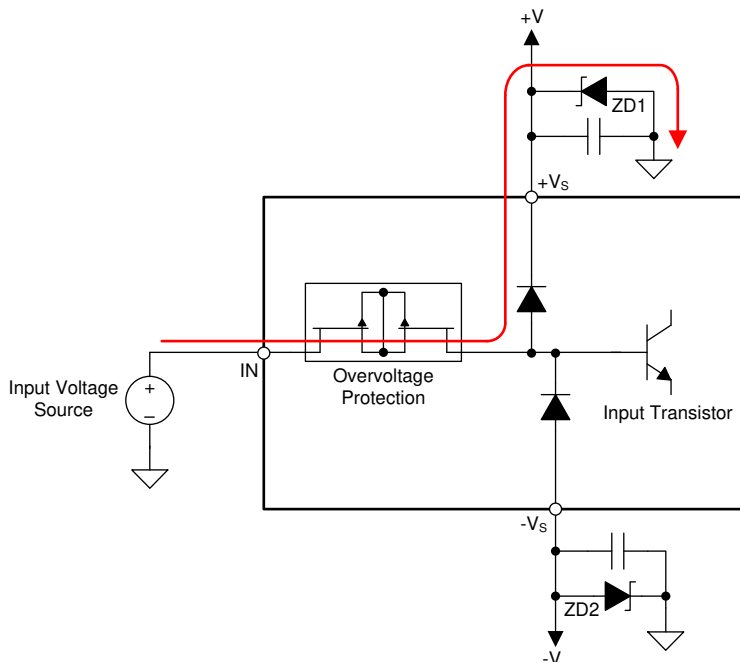 +V
ZD1
+VS
IN
Overvoltage
Protection
Input Voltage
Source
+
–
Input Transistor
-VS
ZD2
-V